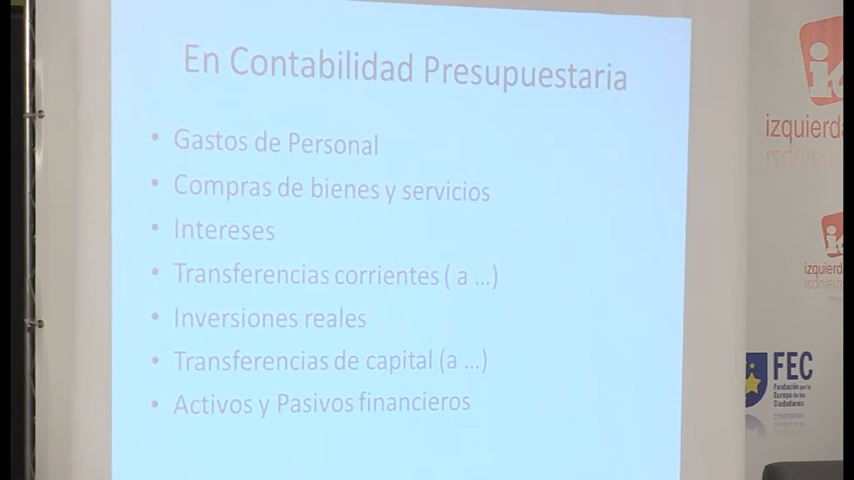 En Contabilidad Presupuestaria
• Gastos de Personal
• Compras de bienes y servicios
• Intereses
• Transferencias corrientes ( a ...)
• Inversiones reales
• Transferencias de capital (a ...)
• Activos y Pasivos financieros
izquierda
izquierd
FEC
Fundación por la
Europa de los
Ciudadanos